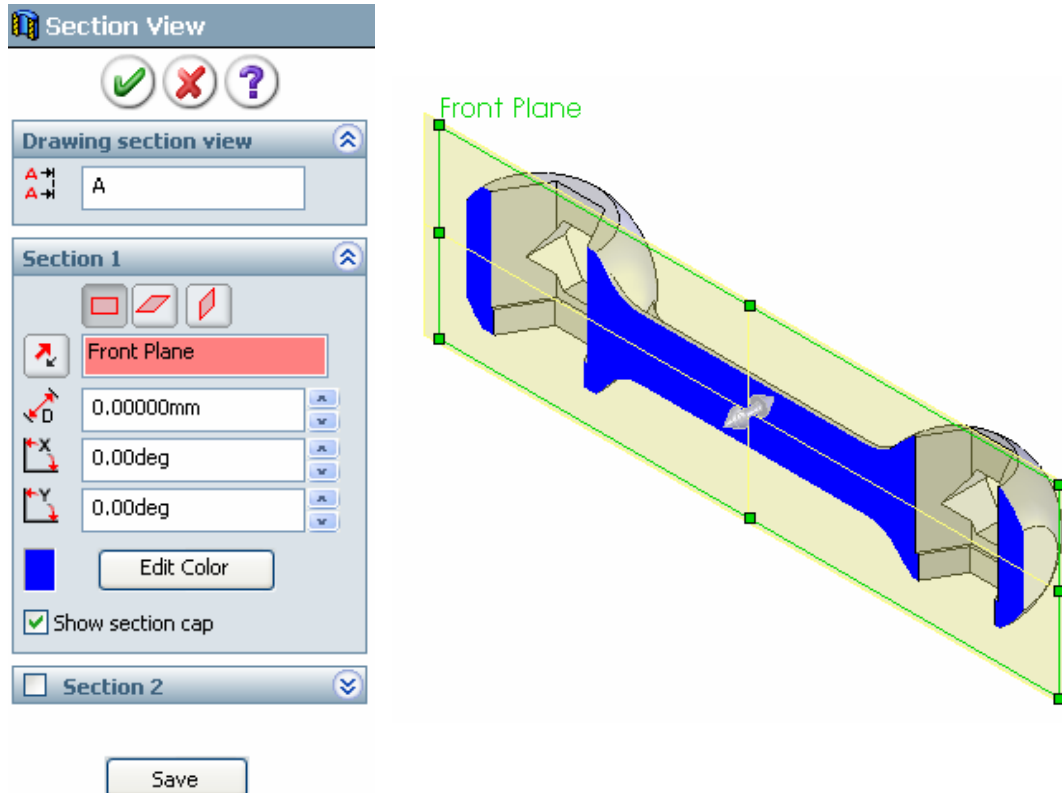 Section View
?
Drawing section view
A
A
A
Section 1
Front Plane
D
0.00000mm
X
0.00deg
Y
0.00deg
Edit Color
Show section cap
Section 2
Save
Front Plane